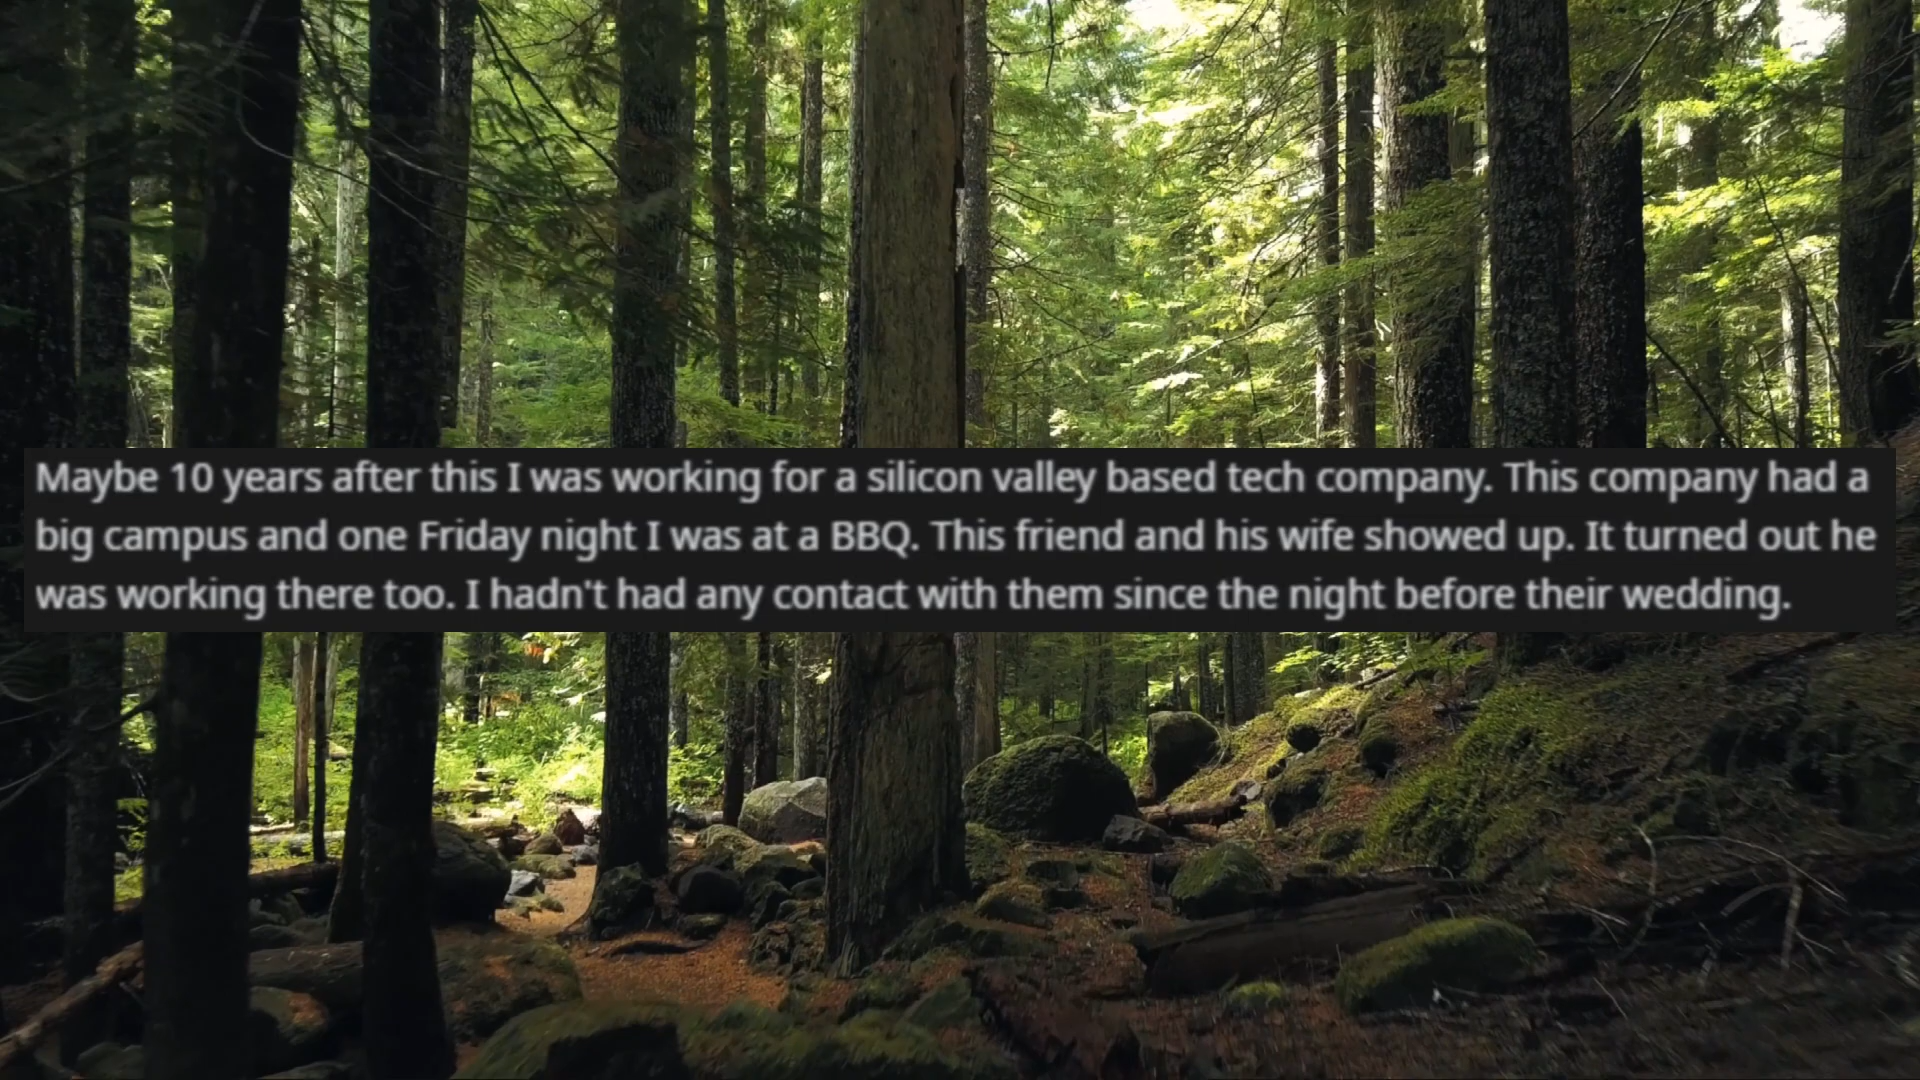 Maybe 10 years after this I was working for a silicon valley based tech company. This company had a
big campus and one Friday night I was at a BBQ. This friend and his wife showed up. It turned out he
was working there too. I hadn't had any contact with them since the night before their wedding.